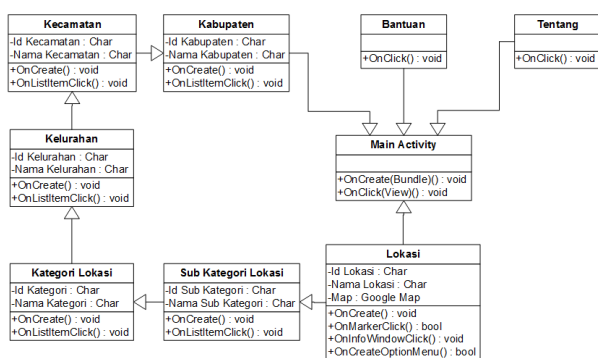 Kecamatan
-Id Kecamatan : Char
-Nama Kecamatan : Char
+OnCreate() : void
+OnListItemClick() : void
Kabupaten
-Id Kabupaten : Char
-Nama Kabupaten : Char
+OnCreate() : void
+OnListItemClick() : void
Bantuan
+OnClick() : void
Tentang
+OnClick() : void
Kelurahan
-Id Kelurahan : Char
-Nama Kelurahan : Char
+OnCreate() : void
+OnListItemClick() : void
Main Activity
+OnCreate(Bundle)() : void
+OnClick(View)() : void
Kategori Lokasi
-Id Kategori : Char
-Nama Kategori : Char
+OnCreate() : void
+OnListItemClick() : void
Sub Kategori Lokasi
-Id Sub Kategori : Char
-Nama Sub Kategori : Char
+OnCreate() : void
+OnListItemClick() : void
Lokasi
-Id Lokasi : Char
-Nama Lokasi : Char
-Map : Google Map
+OnCreate() : void
+OnMarkerClick() : bool
+OnInfoWindowClick() : void
+OnCreateOptionMenu() : bool